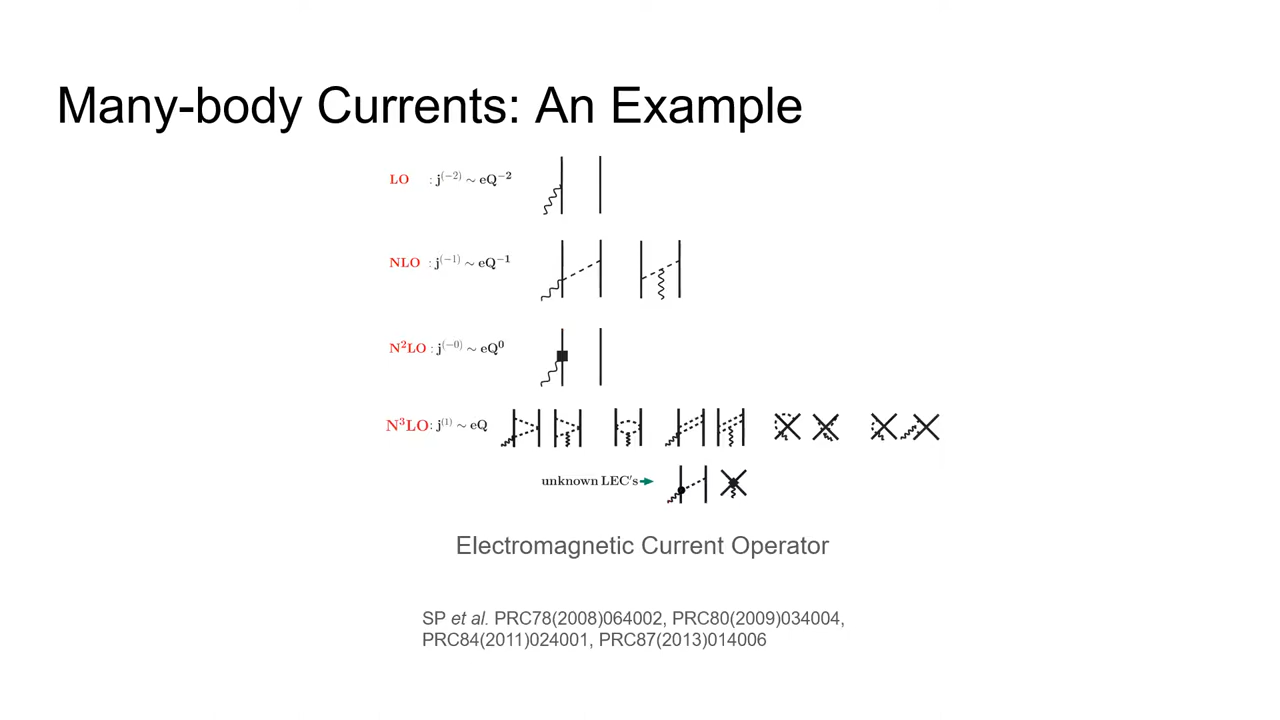 Many-body Currents: An Example
LO : j⁽⁻²⁾ ∼ eQ⁻²
NLO : j⁽⁻¹⁾ ∼ eQ⁻¹
N²LO : j⁽⁻⁰⁾ ∼ eQ⁰
N³LO: j⁽¹⁾ ∼ eQ
unknown LEC′s
Electromagnetic Current Operator
SP et al. PRC78(2008)064002, PRC80(2009)034004,
PRC84(2011)024001, PRC87(2013)014006